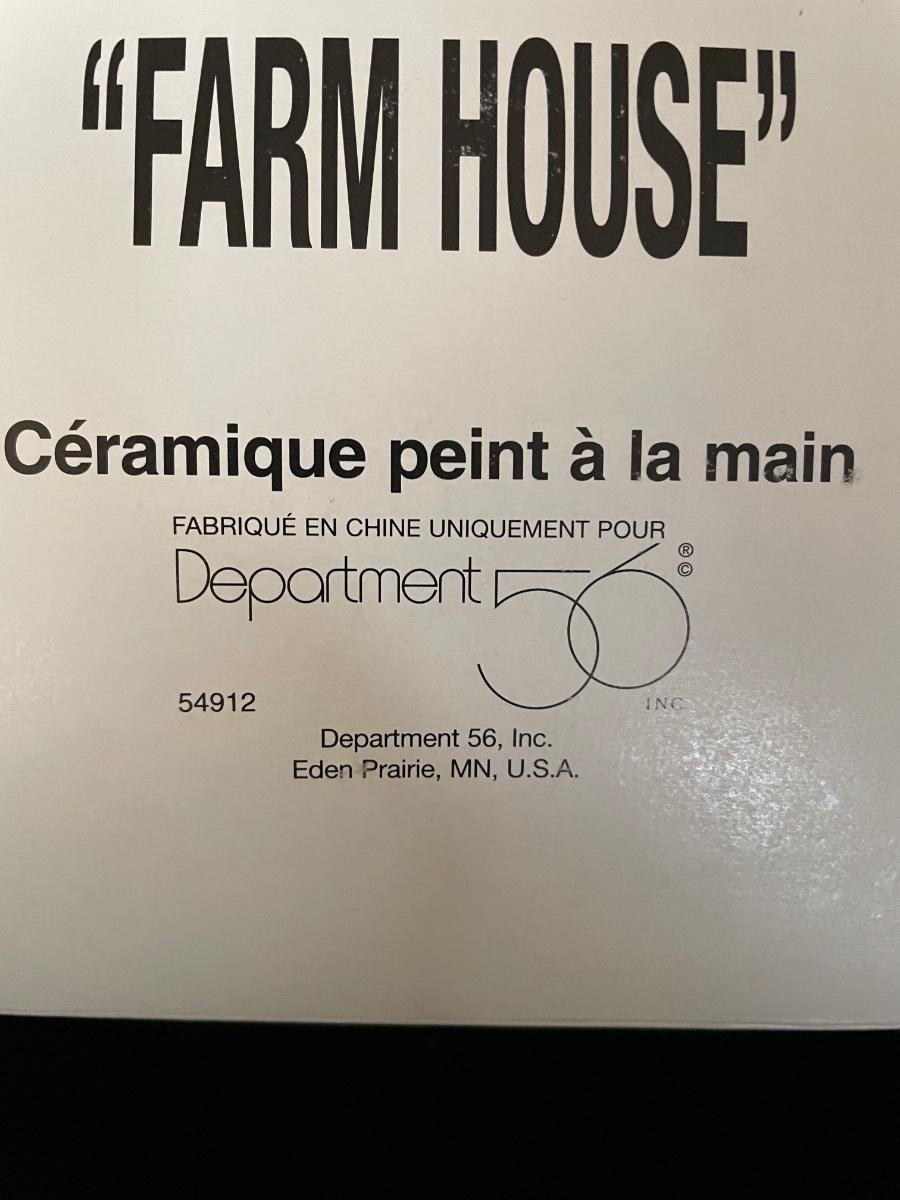 “FARM HOUSE”
Céramique peint à la main
FABRIQUÉ EN CHINE UNIQUEMENT POUR
Department 56 ® ©
INC.
54912
Department 56, Inc.
Eden Prairie, MN, U.S.A.